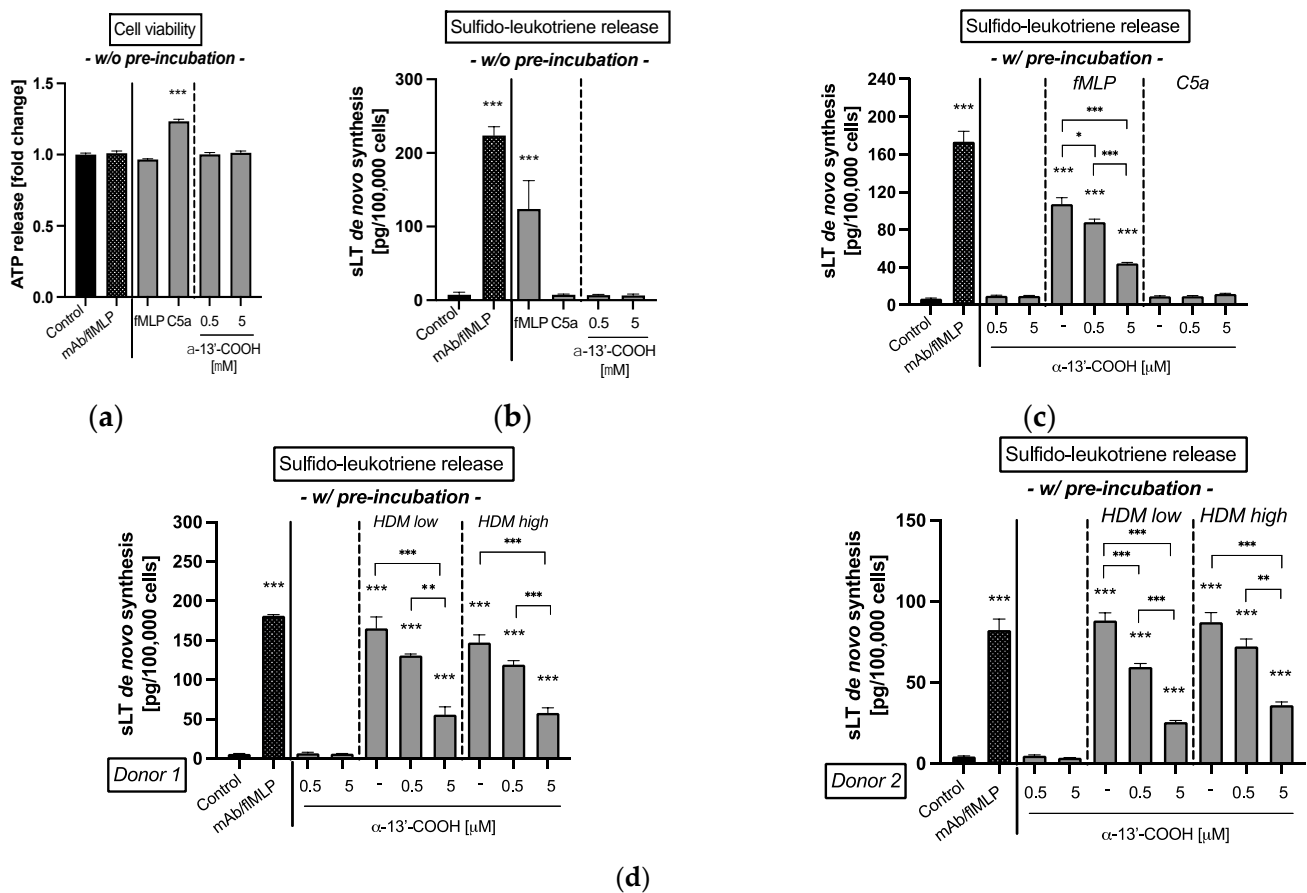 Cell viability
- w/o pre-incubation -
ATP release [fold change]
1.5
1.0
0.5
0.0
***
Control
mAb/fIMLP
fMLP C5a
0.5 5
a-13'-COOH
[mM]
(a)
Sulfido-leukotriene release
- w/o pre-incubation -
sLT de novo synthesis
[pg/100,000 cells]
300
200
100
0
***
***
Control
mAb/fIMLP
fMLP C5a
0.5 5
a-13'-COOH
[mM]
(b)
Sulfido-leukotriene release
- w/ pre-incubation -
fMLP C5a
sLT de novo synthesis
[pg/100,000 cells]
240
200
160
120
80
40
0
***
***
* ***
*** *** ***
Control
mAb/fIMLP
0.5 5 - 0.5 5 - 0.5 5
α-13'-COOH [μM]
(c)
Sulfido-leukotriene release
- w/ pre-incubation -
HDM low HDM high
sLT de novo synthesis
[pg/100,000 cells]
300
250
200
150
100
50
0
*** ***
** ***
*** *** *** *** *** *** ***
Donor 1
Control
mAb/fIMLP
0.5 5 - 0.5 5 - 0.5 5
α-13'-COOH [μM]
Sulfido-leukotriene release
- w/ pre-incubation -
HDM low HDM high
sLT de novo synthesis
[pg/100,000 cells]
150
100
50
0
*** ***
*** *** **
*** *** *** *** *** *** ***
Donor 2
Control
mAb/fIMLP
0.5 5 - 0.5 5 - 0.5 5
α-13'-COOH [μM]
(d)